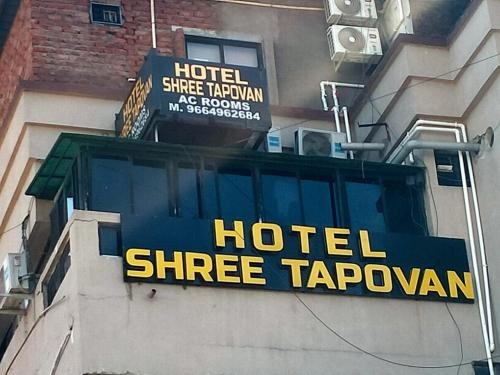 HOTEL
SHREE TAPOVAN
AC ROOMS
M. 9664962684
HOTEL
SHREE TAPOVAN